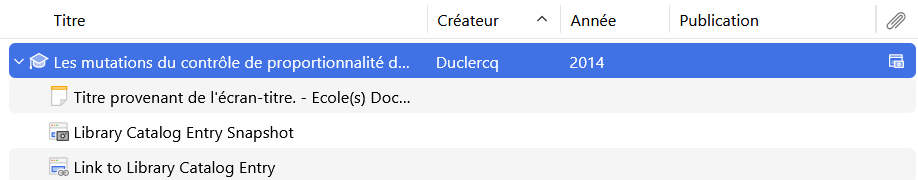 Titre Créateur Année Publication
Les mutations du contrôle de proportionnalité d... Duclercq 2014
Titre provenant de l'écran-titre. - Ecole(s) Doc...
Library Catalog Entry Snapshot
Link to Library Catalog Entry